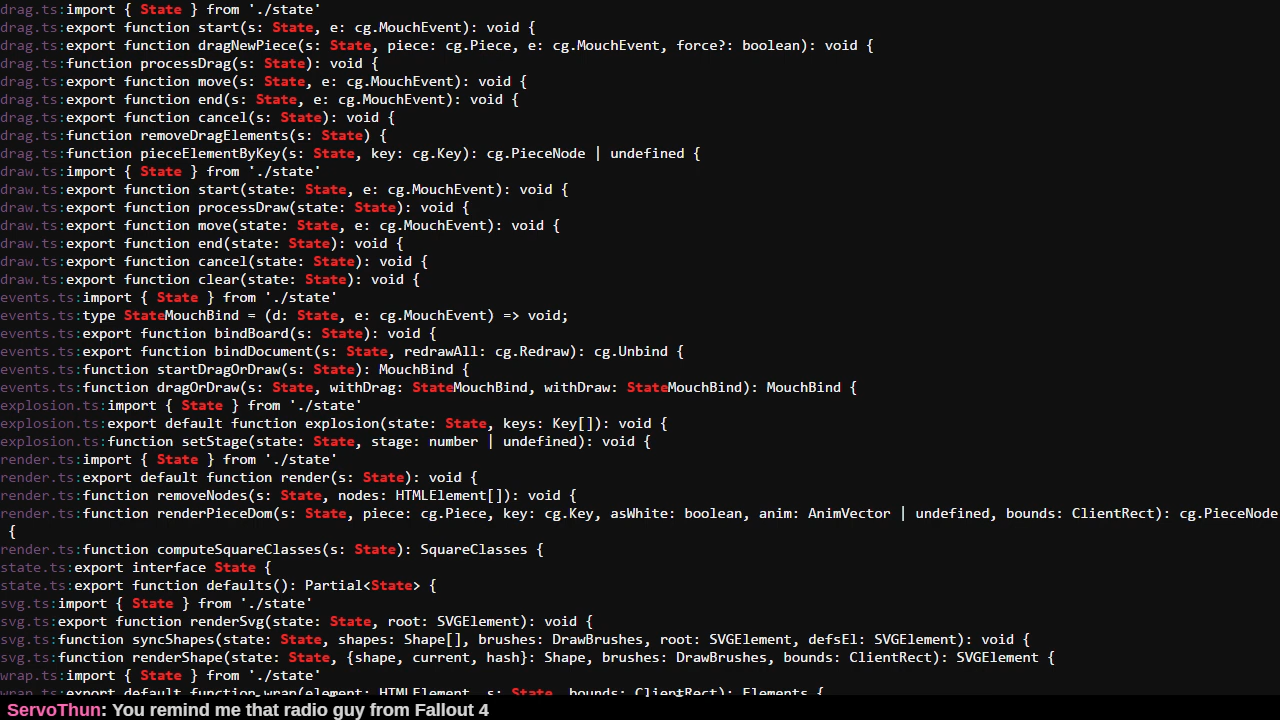 drag.ts:import { State } from './state'
drag.ts:export function start(s: State, e: cg.MouchEvent): void {
drag.ts:export function dragNewPiece(s: State, piece: cg.Piece, e: cg.MouchEvent, force?: boolean): void {
drag.ts:function processDrag(s: State): void {
drag.ts:export function move(s: State, e: cg.MouchEvent): void {
drag.ts:export function end(s: State, e: cg.MouchEvent): void {
drag.ts:export function cancel(s: State): void {
drag.ts:function removeDragElements(s: State) {
drag.ts:function pieceElementByKey(s: State, key: cg.Key): cg.PieceNode | undefined {
draw.ts:import { State } from './state'
draw.ts:export function start(state: State, e: cg.MouchEvent): void {
draw.ts:export function processDraw(state: State): void {
draw.ts:export function move(state: State, e: cg.MouchEvent): void {
draw.ts:export function end(state: State): void {
draw.ts:export function cancel(state: State): void {
draw.ts:export function clear(state: State): void {
events.ts:import { State } from './state'
events.ts:type StateMouchBind = (d: State, e: cg.MouchEvent) => void;
events.ts:export function bindBoard(s: State): void {
events.ts:export function bindDocument(s: State, redrawAll: cg.Redraw): cg.Unbind {
events.ts:function startDragOrDraw(s: State): MouchBind {
events.ts:function dragOrDraw(s: State, withDrag: StateMouchBind, withDraw: StateMouchBind): MouchBind {
explosion.ts:import { State } from './state'
explosion.ts:export default function explosion(state: State, keys: Key[]): void {
explosion.ts:function setStage(state: State, stage: number | undefined): void {
render.ts:import { State } from './state'
render.ts:export default function render(s: State): void {
render.ts:function removeNodes(s: State, nodes: HTMLElement[]): void {
render.ts:function renderPieceDom(s: State, piece: cg.Piece, key: cg.Key, asWhite: boolean, anim: AnimVector | undefined, bounds: ClientRect): cg.PieceNode
{
render.ts:function computeSquareClasses(s: State): SquareClasses {
state.ts:export interface State {
state.ts:export function defaults(): Partial<State> {
svg.ts:import { State } from './state'
svg.ts:export function renderSvg(state: State, root: SVGElement): void {
svg.ts:function syncShapes(state: State, shapes: Shape[], brushes: DrawBrushes, root: SVGElement, defsEl: SVGElement): void {
svg.ts:function renderShape(state: State, {shape, current, hash}: Shape, brushes: DrawBrushes, bounds: ClientRect): SVGElement {
wrap.ts:import { State } from './state'
wrap.ts:export default function wrap(element: HTMLElement, s: State, bounds: ClientRect): Elements {
ServoThun: You remind me that radio guy from Fallout 4